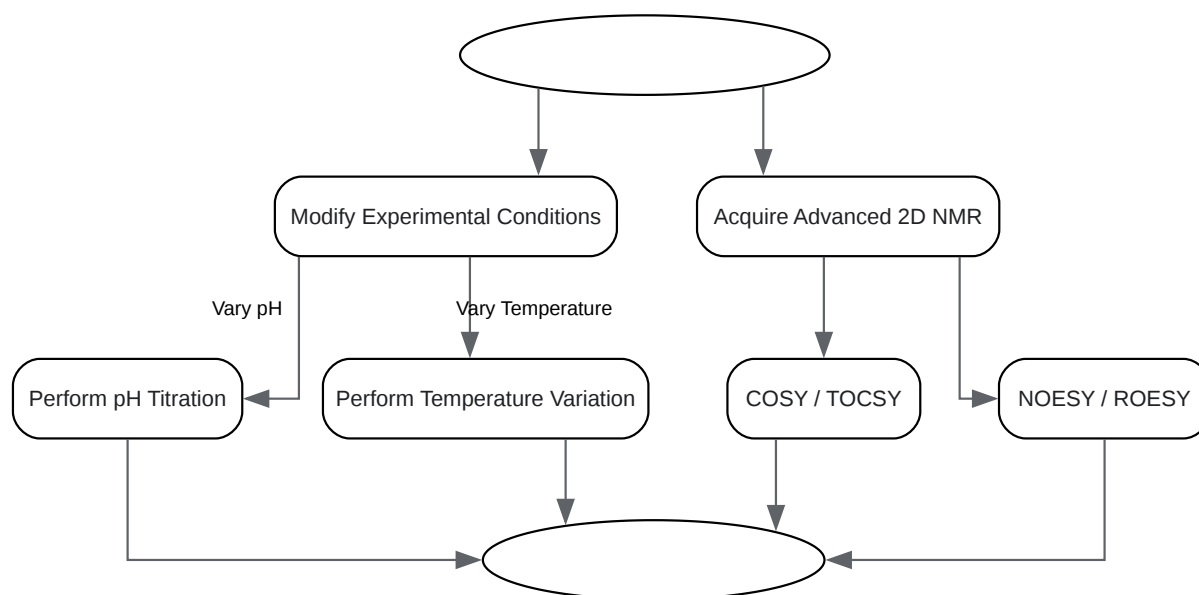 Modify Experimental Conditions
Acquire Advanced 2D NMR
Vary pH
Vary Temperature
Perform pH Titration
Perform Temperature Variation
COSY / TOCSY
NOESY / ROESY